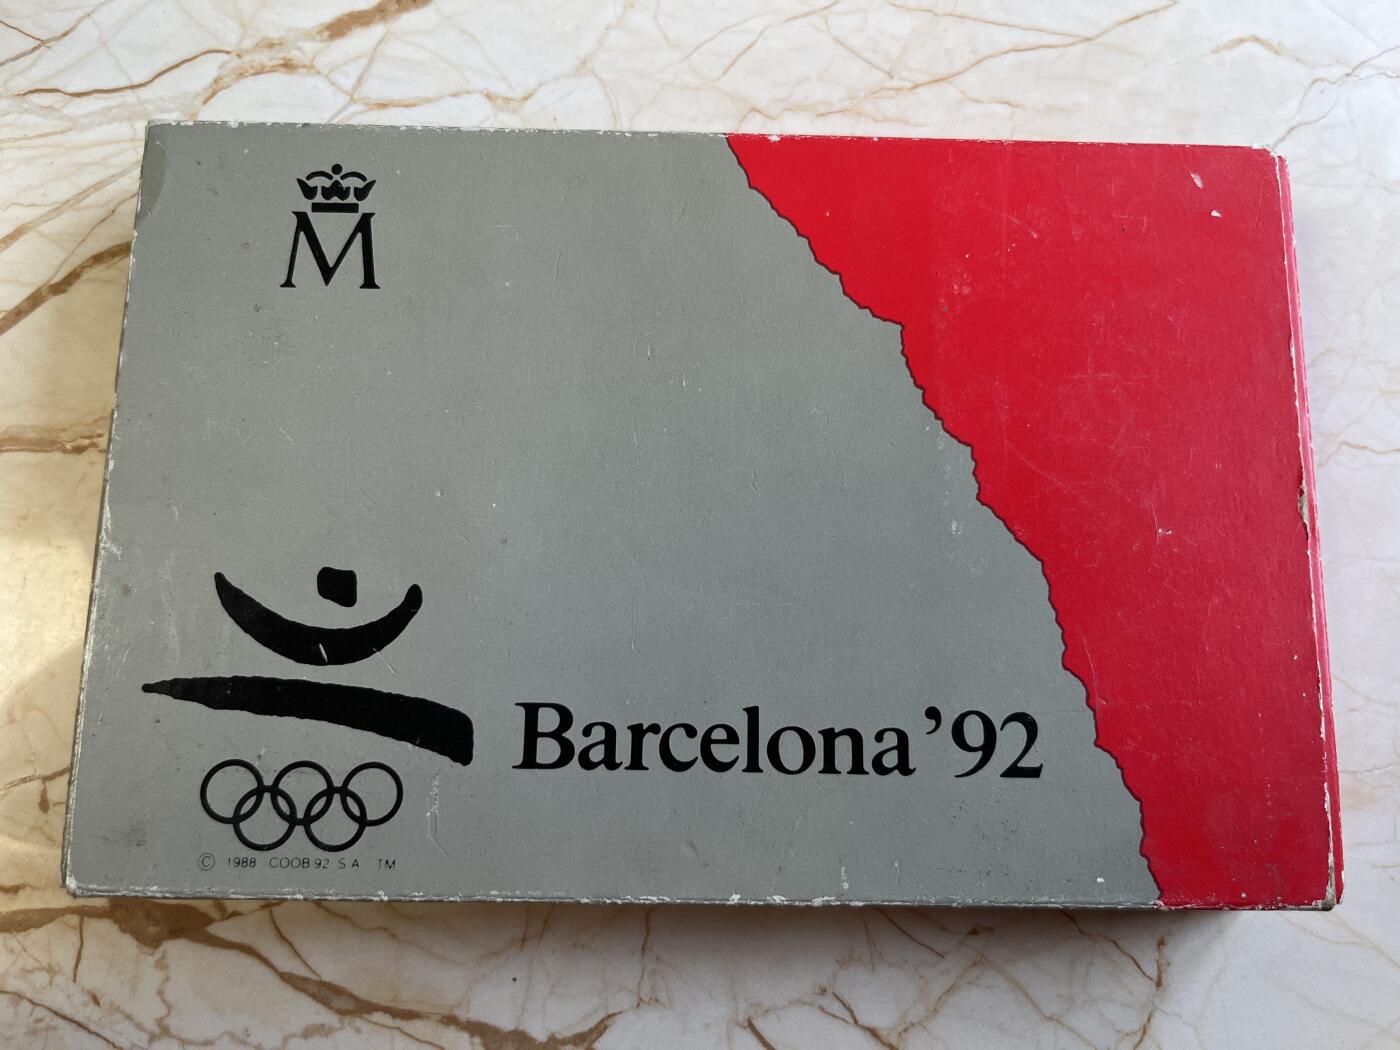 M
Barcelona '92
© 1988 COOB 92 S A TM